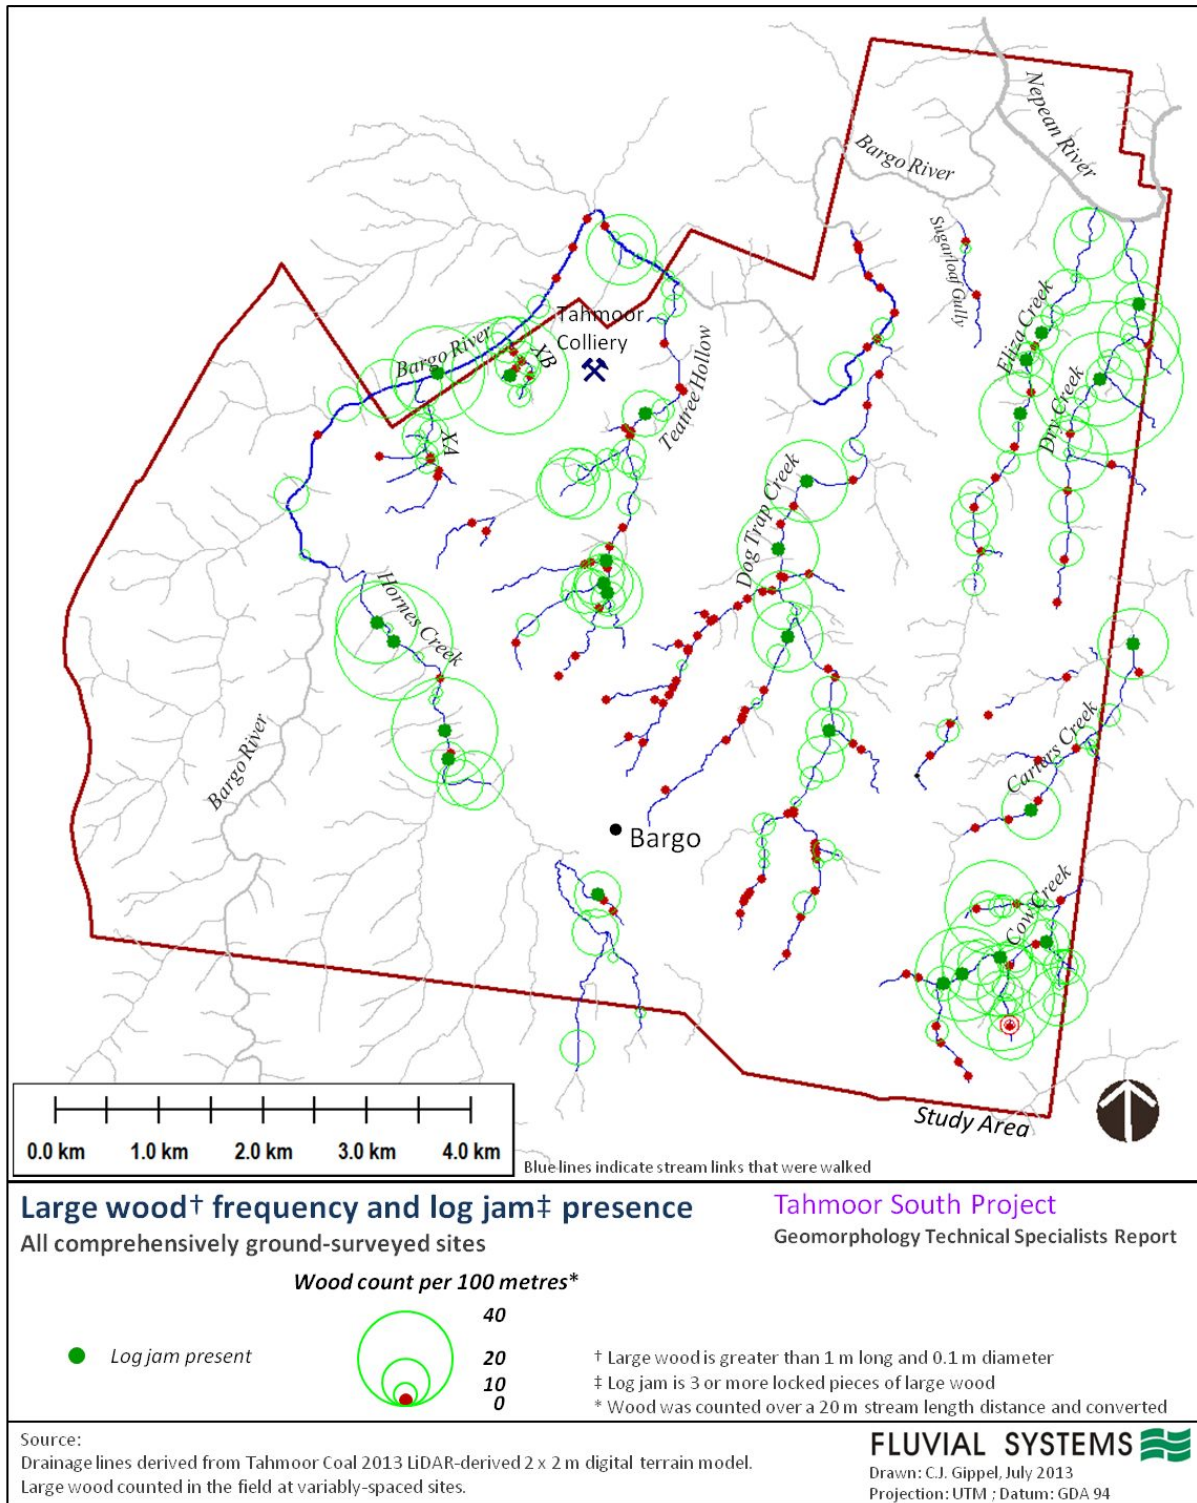 Nepean River
Bargo River
Sugarloaf Gully
Eliza Creek
Tahmoor
Colliery
Bargo River
XB
Teatree Hollow
Dry Creek
XA
Dog Trap Creek
Hornes Creek
Bargo River
Carters Creek
Bargo
Cow Creek
Study Area
0.0 km 1.0 km 2.0 km 3.0 km 4.0 km
Blue lines indicate stream links that were walked
Large wood† frequency and log jam‡ presence
All comprehensively ground-surveyed sites
Tahmoor South Project
Geomorphology Technical Specialists Report
Wood count per 100 metres*
40
20
10
0
Log jam present
† Large wood is greater than 1 m long and 0.1 m diameter
‡ Log jam is 3 or more locked pieces of large wood
* Wood was counted over a 20 m stream length distance and converted
Source:
Drainage lines derived from Tahmoor Coal 2013 LiDAR-derived 2 x 2 m digital terrain model.
Large wood counted in the field at variably-spaced sites.
FLUVIAL SYSTEMS
Drawn: C.J. Gippel, July 2013
Projection: UTM ; Datum: GDA 94